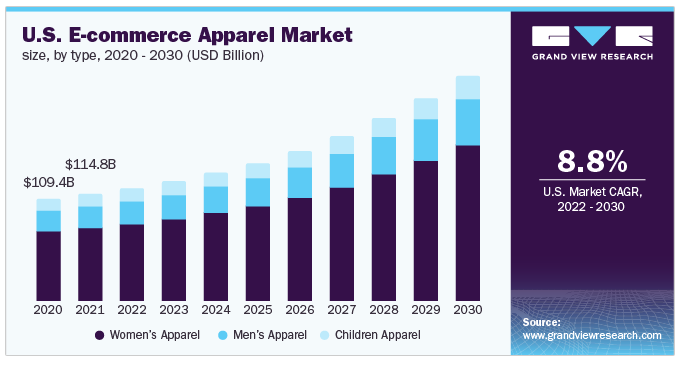 U.S. E-commerce Apparel Market
size, by type, 2020 - 2030 (USD Billion)
$109.4B
$114.8B
2020 2021 2022 2023 2024 2025 2026 2027 2028 2029 2030
Women's Apparel Men's Apparel Children Apparel
GRAND VIEW RESEARCH
8.8%
U.S. Market CAGR,
2022 - 2030
Source:
www.grandviewresearch.com